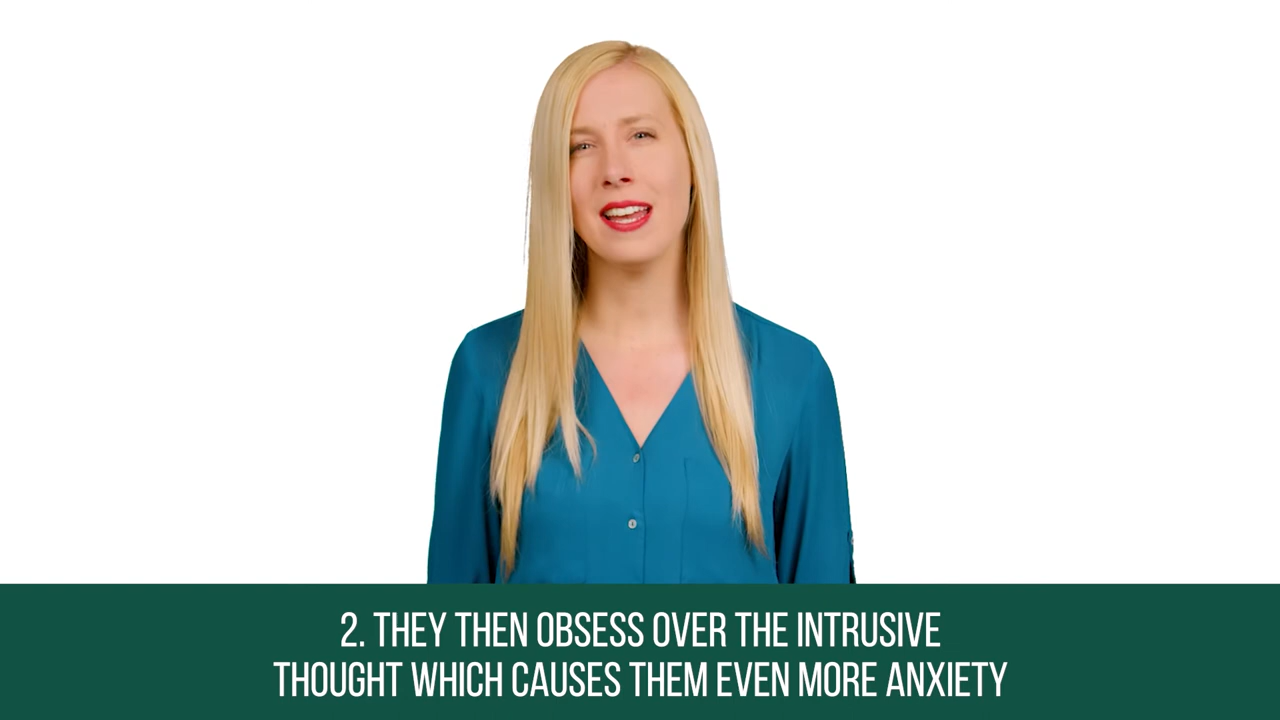 2. THEY THEN OBSESS OVER THE INTRUSIVE
THOUGHT WHICH CAUSES THEM EVEN MORE ANXIETY